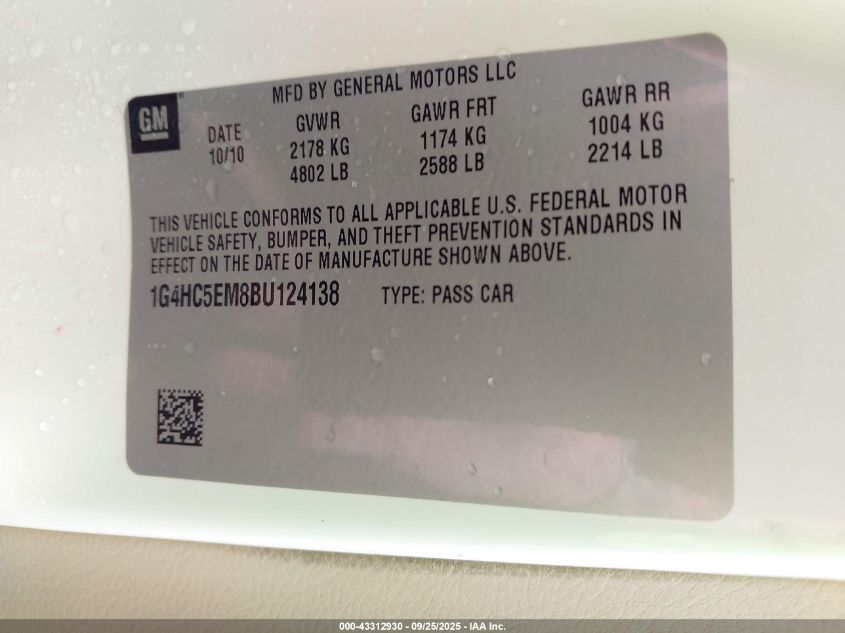 MFD BY GENERAL MOTORS LLC
GM
DATE GVWR GAWR FRT GAWR RR
10/10 2178 KG 1174 KG 1004 KG
4802 LB 2588 LB 2214 LB
THIS VEHICLE CONFORMS TO ALL APPLICABLE U.S. FEDERAL MOTOR
VEHICLE SAFETY, BUMPER, AND THEFT PREVENTION STANDARDS IN
EFFECT ON THE DATE OF MANUFACTURE SHOWN ABOVE.
1G4HC5EM8BU124138 TYPE: PASS CAR
000-43312930 - 09/25/2025 - IAA Inc.